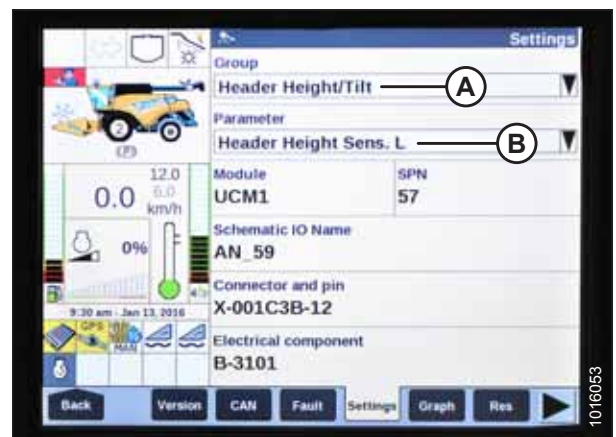 Settings
Group
Header Height/Tilt
A
Parameter
Header Height Sens. L
B
Module
UCM1
SPN
57
Schematic IO Name
AN_59
Connector and pin
X-001C3B-12
Electrical component
B-3101
2
(P)
12.0
6.0
0.0
km/h
0%
9:30 am - Jan 13, 2016
GPS
MAN
Back
Version
CAN
Fault
Settings
Graph
Res
1016053